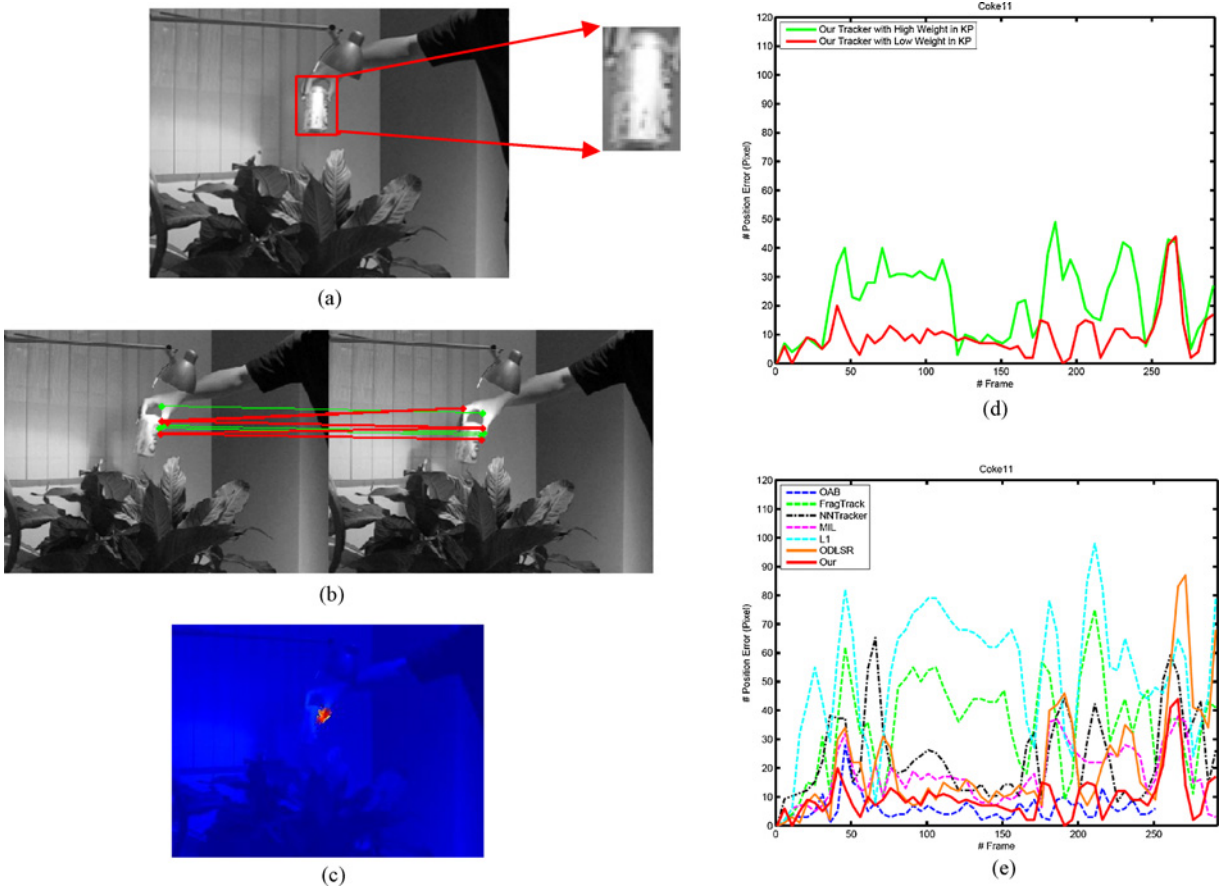 (a)
(b)
(c)
Coke11
120
110
100
90
80
70
60
50
40
30
20
10
0
# Position Error (Pixel)
Our Tracker with High Weight in KP
Our Tracker with Low Weight in KP
0
50
100
150
200
250
# Frame
(d)
Coke11
120
110
100
90
80
70
60
50
40
30
20
10
0
# Position Error (Pixel)
OAB
FragTrack
NNTracker
MIL
L1
ODLSR
Our
0
50
100
150
200
250
# Frame
(e)